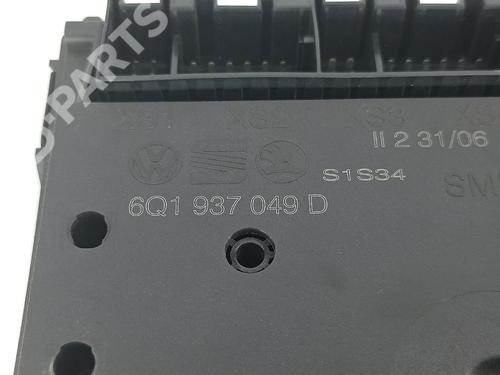 B-PARTS
XS1 XS2 XS3
II 2 31/06
S1S34
6Q1 937 049 D